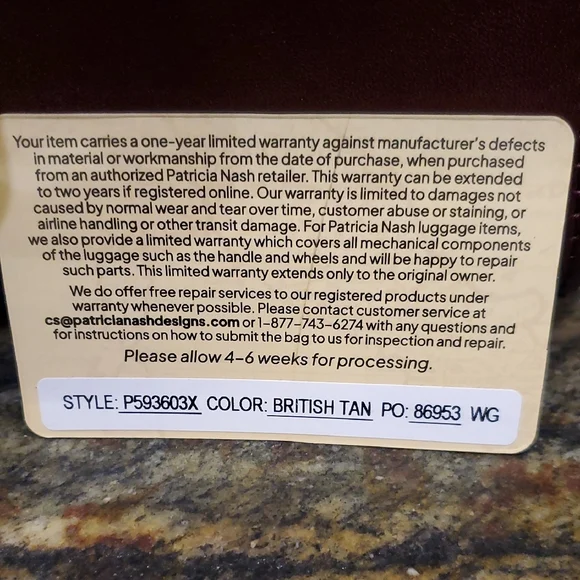 Your item carries a one-year limited warranty against manufacturer's defects
in material or workmanship from the date of purchase, when purchased
from an authorized Patricia Nash retailer. This warranty can be extended
to two years if registered online. Our warranty is limited to damages not
caused by normal wear and tear over time, customer abuse or staining, or
airline handling or other transit damage. For Patricia Nash luggage items,
we also provide a limited warranty which covers all mechanical components
of the luggage such as the handle and wheels and will be happy to repair
such parts. This limited warranty extends only to the original owner.
We do offer free repair services to our registered products under
warranty whenever possible. Please contact customer service at
cs@patricianashdesigns.com or 1-877-743-6274 with any questions and
for instructions on how to submit the bag to us for inspection and repair.
Please allow 4-6 weeks for processing.
STYLE: P593603X COLOR: BRITISH TAN PO: 86953 WG